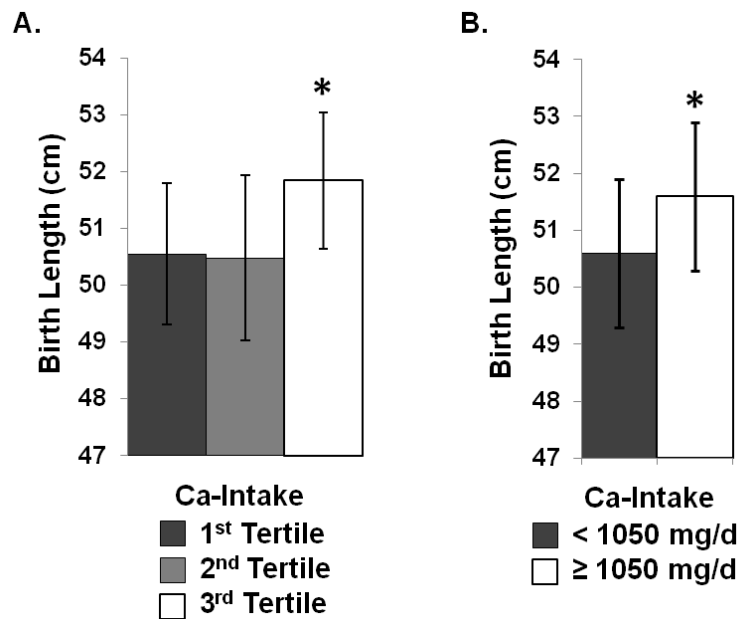 A.
Birth Length (cm)
54
53
52
51
50
49
48
47
*
Ca-Intake
1st Tertile
2nd Tertile
3rd Tertile
B.
Birth Length (cm)
54
53
52
51
50
49
48
47
*
Ca-Intake
< 1050 mg/d
≥ 1050 mg/d